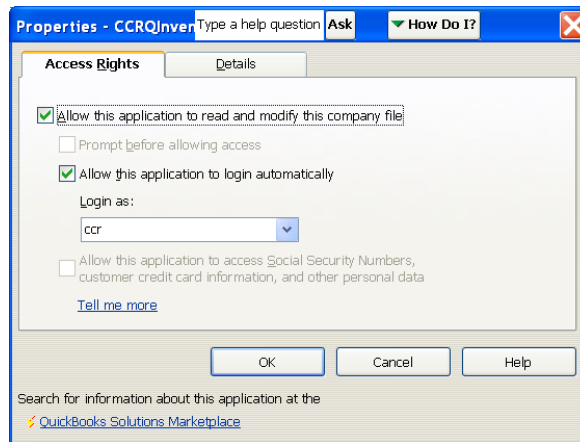 Properties - CCRQInven
Type a help question
Ask
How Do I?
Access Rights
Details
Allow this application to read and modify this company file
Prompt before allowing access
Allow this application to login automatically
Login as:
ccr
Allow this application to access Social Security Numbers,
customer credit card information, and other personal data
Tell me more
OK
Cancel
Help
Search for information about this application at the
QuickBooks Solutions Marketplace